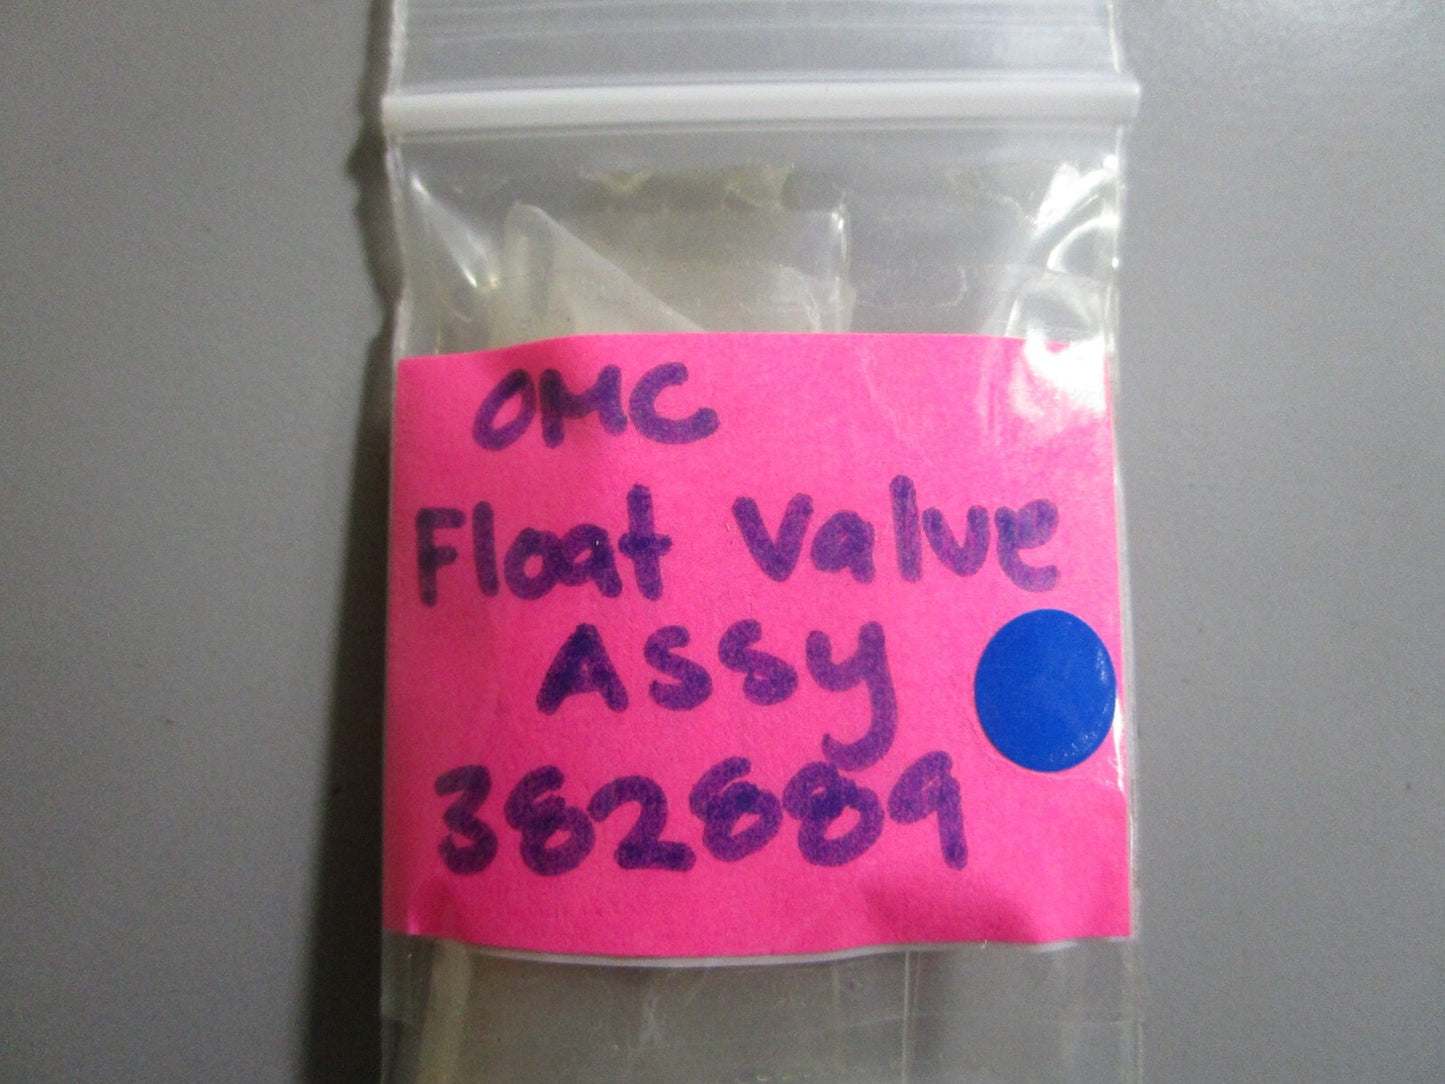 OMC
Float Valve
Assy
382889